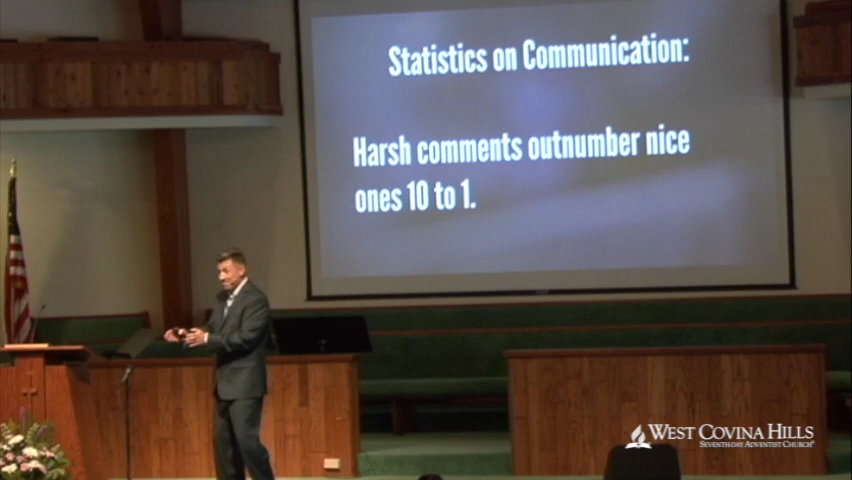 Statistics on Communication:
Harsh comments outnumber nice
ones 10 to 1.
WEST COVINA HILLS
SEVENTH-DAY ADVENTIST CHURCH